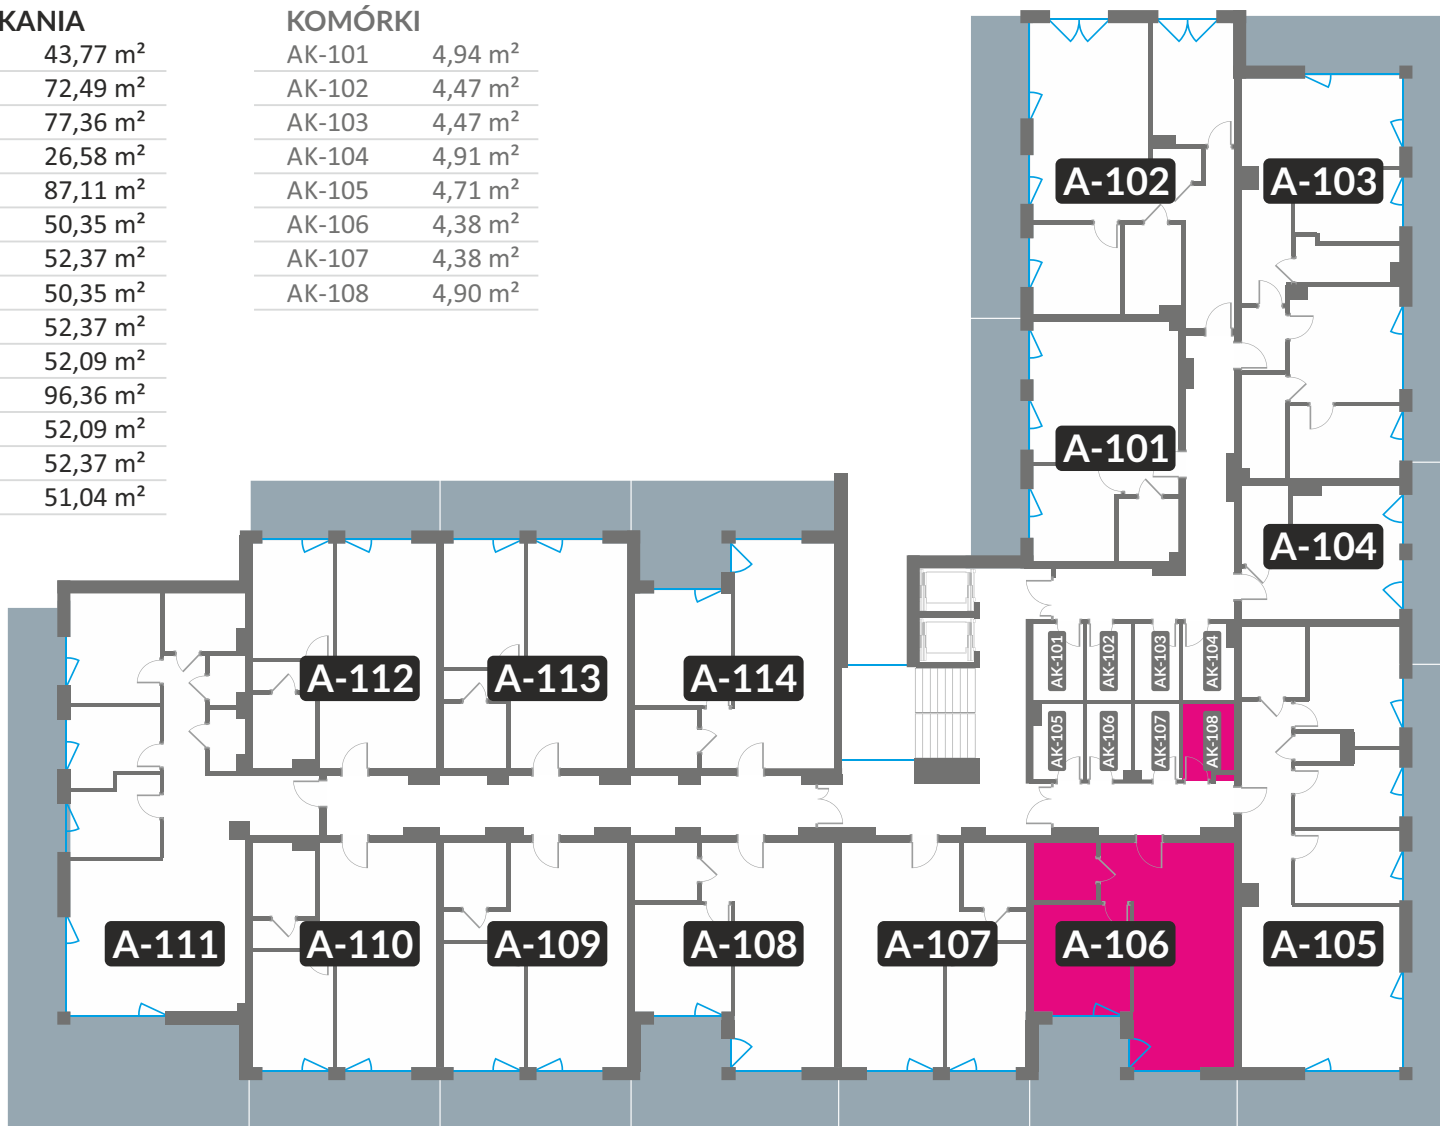 KANIA
43,77 m²
72,49 m²
77,36 m²
26,58 m²
87,11 m²
50,35 m²
52,37 m²
50,35 m²
52,37 m²
52,09 m²
96,36 m²
52,09 m²
52,37 m²
51,04 m²
KOMÓRKI
AK-101 4,94 m²
AK-102 4,47 m²
AK-103 4,47 m²
AK-104 4,91 m²
AK-105 4,71 m²
AK-106 4,38 m²
AK-107 4,38 m²
AK-108 4,90 m²
A-102
A-103
A-101
A-104
AK-101
AK-102
AK-103
AK-104
A-112
A-113
A-114
AK-105
AK-106
AK-107
AK-108
A-111
A-110
A-109
A-108
A-107
A-106
A-105